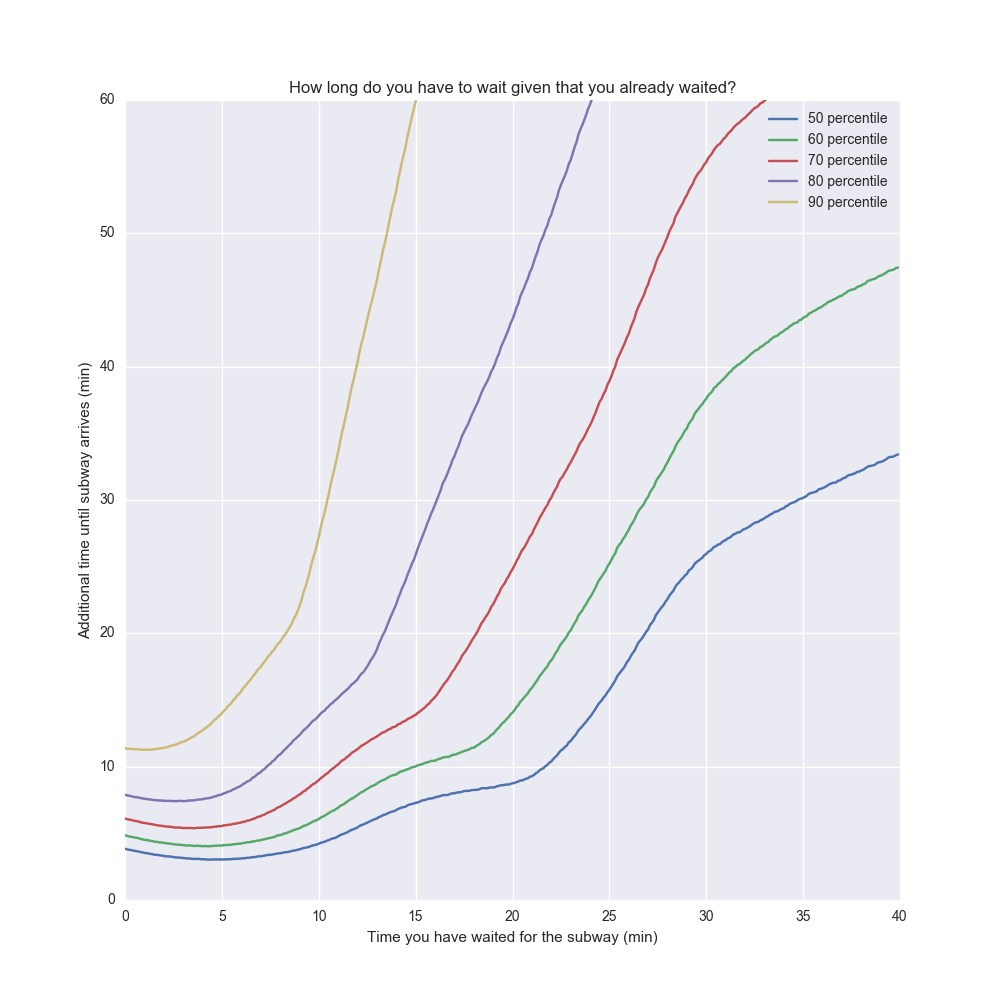 How long do you have to wait given that you already waited?
60
50
40
30
20
10
0
Additional time until subway arrives (min)
50 percentile
60 percentile
70 percentile
80 percentile
90 percentile
0 5 10 15 20 25 30 35 40
Time you have waited for the subway (min)